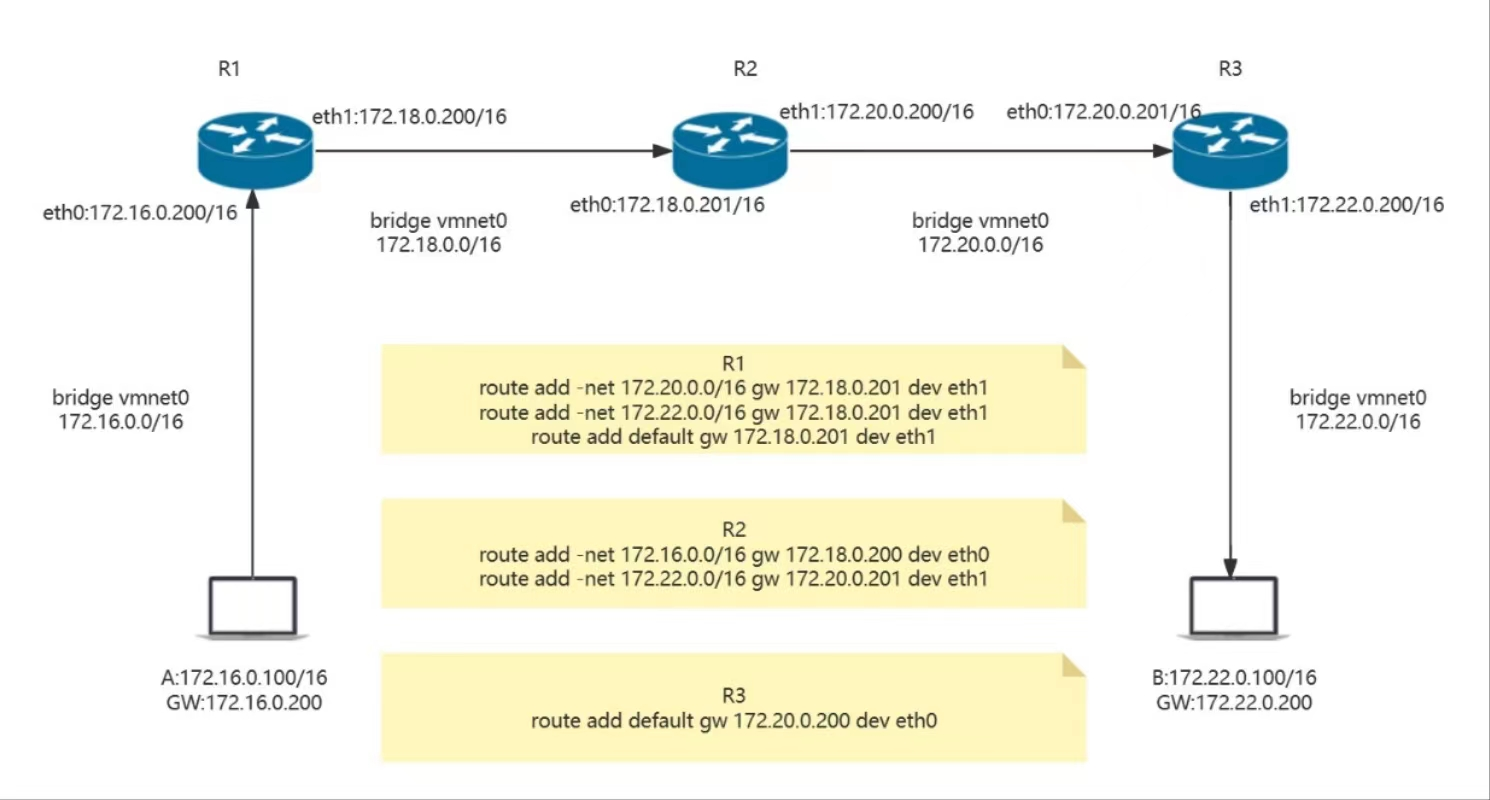 R1
R2
R3
eth1:172.18.0.200/16
eth1:172.20.0.200/16
eth0:172.20.0.201/16
eth0:172.16.0.200/16
eth0:172.18.0.201/16
eth1:172.22.0.200/16
bridge vmnet0
172.18.0.0/16
bridge vmnet0
172.20.0.0/16
bridge vmnet0
172.16.0.0/16
bridge vmnet0
172.22.0.0/16
R1
route add -net 172.20.0.0/16 gw 172.18.0.201 dev eth1
route add -net 172.22.0.0/16 gw 172.18.0.201 dev eth1
route add default gw 172.18.0.201 dev eth1
R2
route add -net 172.16.0.0/16 gw 172.18.0.200 dev eth0
route add -net 172.22.0.0/16 gw 172.20.0.201 dev eth1
R3
route add default gw 172.20.0.200 dev eth0
A:172.16.0.100/16
GW:172.16.0.200
B:172.22.0.100/16
GW:172.22.0.200